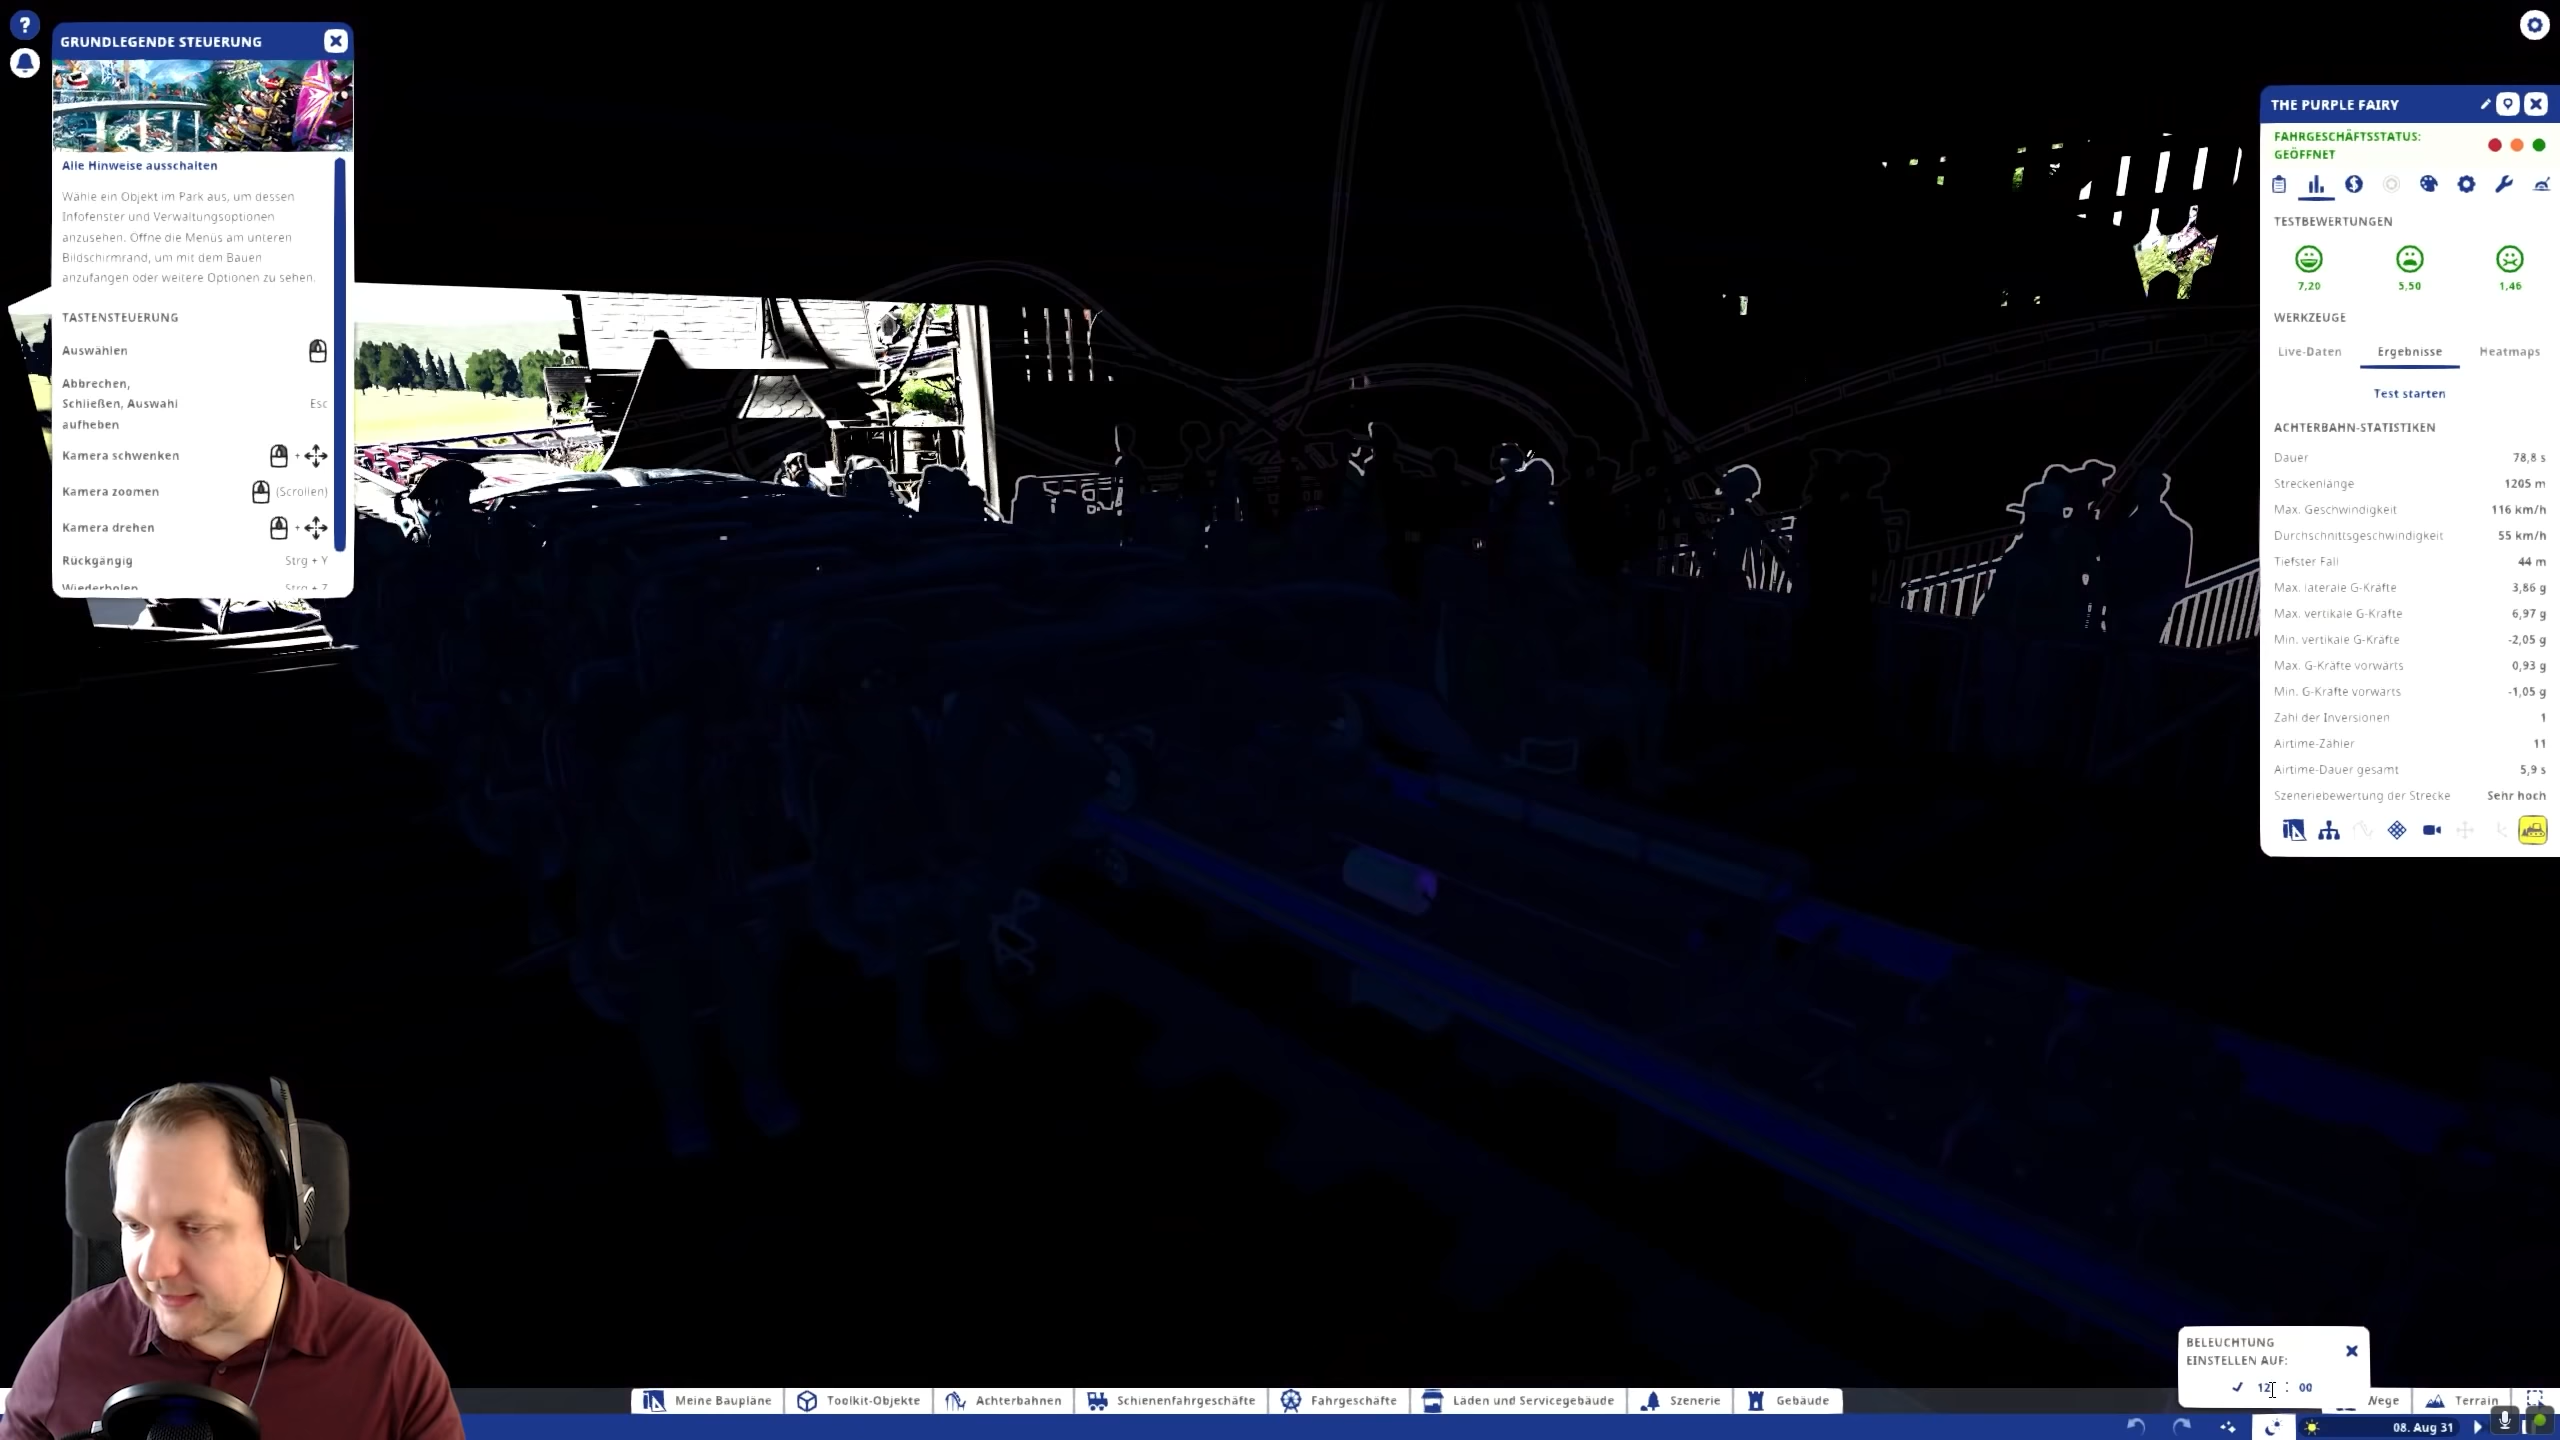 GRUNDLEGENDE STEUERUNG
Alle Hinweise ausschalten
Wähle ein Objekt im Park aus, um dessen
Infofenster und Verwaltungsoptionen
anzusehen. Öffne die Menüs am unteren
Bildschirmrand, um mit dem Bauen
anzufangen oder weitere Optionen zu sehen.
TASTENSTEUERUNG
Auswählen
Abbrechen,
Schließen, Auswahl Esc
aufheben
Kamera schwenken +
Kamera zoomen (Scrollen)
Kamera drehen +
Rückgängig Strg + Y
Wiederholen Strg + Z
THE PURPLE FAIRY
FAHRGESCHÄFTSSTATUS:
GEÖFFNET
TESTBEWERTUNGEN
7,20 5,50 1,46
WERKZEUGE
Live-Daten Ergebnisse Heatmaps
Test starten
ACHTERBAHN-STATISTIKEN
Dauer 78,8 s
Streckenlänge 1205 m
Max. Geschwindigkeit 116 km/h
Durchschnittsgeschwindigkeit 55 km/h
Tiefster Fall 44 m
Max. laterale G-Kräfte 3,86 g
Max. vertikale G-Kräfte 6,97 g
Min. vertikale G-Kräfte -2,05 g
Max. G-Kräfte vorwärts 0,93 g
Min. G-Kräfte vorwärts -1,05 g
Zahl der Inversionen 1
Airtime-Zähler 11
Airtime-Dauer gesamt 5,9 s
Szeneriebewertung der Strecke Sehr hoch
BELEUCHTUNG
EINSTELLEN AUF:
12 : 00
Meine Baupläne Toolkit-Objekte Achterbahnen Schienenfahrgeschäfte Fahrgeschäfte Läden und Servicegebäude Szenerie Gebäude Wege Terrain
08. Aug 31